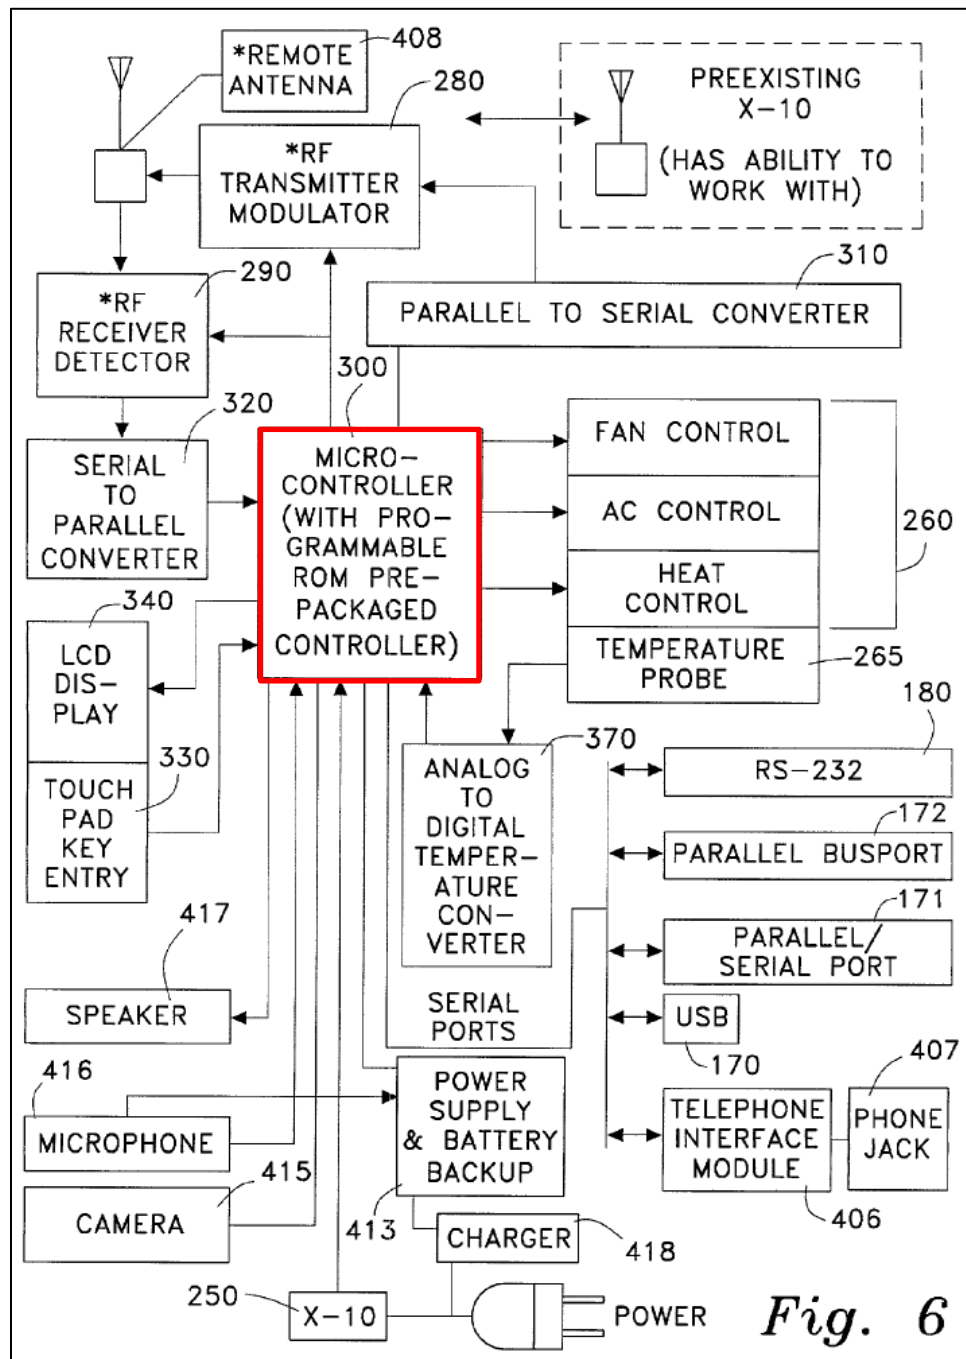 *REMOTE
ANTENNA
408
280
*RF
TRANSMITTER
MODULATOR
PREEXISTING
X-10
(HAS ABILITY TO
WORK WITH)
290
*RF
RECEIVER
DETECTOR
310
PARALLEL TO SERIAL CONVERTER
300
320
SERIAL
TO
PARALLEL
CONVERTER
MICRO-
CONTROLLER
(WITH PRO-
GRAMMABLE
ROM PRE-
PACKAGED
CONTROLLER)
FAN CONTROL
AC CONTROL
HEAT
CONTROL
260
TEMPERATURE
PROBE
265
340
LCD
DIS-
PLAY
330
TOUCH
PAD
KEY
ENTRY
370
ANALOG
TO
DIGITAL
TEMPER-
ATURE
CON-
VERTER
180
RS-232
172
PARALLEL BUSPORT
171
PARALLEL/
SERIAL PORT
USB
170
SERIAL
PORTS
417
SPEAKER
416
MICROPHONE
415
CAMERA
POWER
SUPPLY
& BATTERY
BACKUP
413
CHARGER
418
TELEPHONE
INTERFACE
MODULE
406
407
PHONE
JACK
250
X-10
POWER
Fig. 6